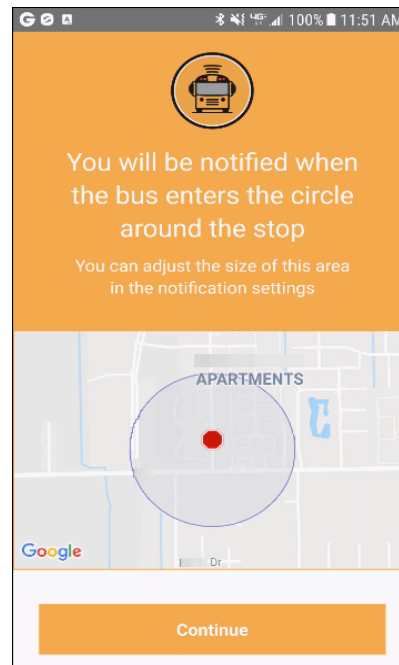 4G 100% 11:51 AM
You will be notified when
the bus enters the circle
around the stop
You can adjust the size of this area
in the notification settings
APARTMENTS
Google
Dr
Continue